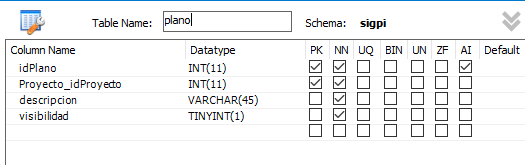 Table Name: plano Schema: sigpi
Column Name Datatype PK NN UQ BIN UN ZF AI Default
idPlano INT(11)
Proyecto_idProyecto INT(11)
descripcion VARCHAR(45)
visibilidad TINYINT(1)